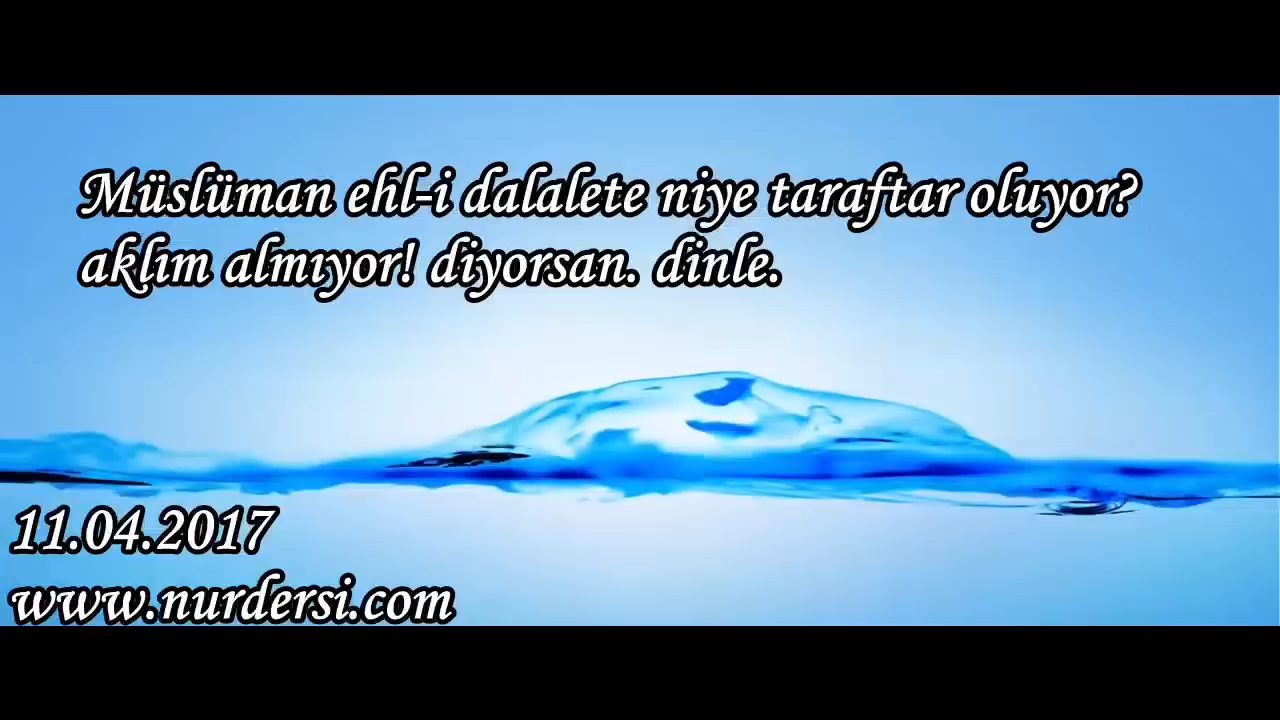 Müslüman ehl-i dalalete niye taraftar oluyor?
aklım almıyor! diyorsan. dinle.
11.04.2017
www.nurdersi.com